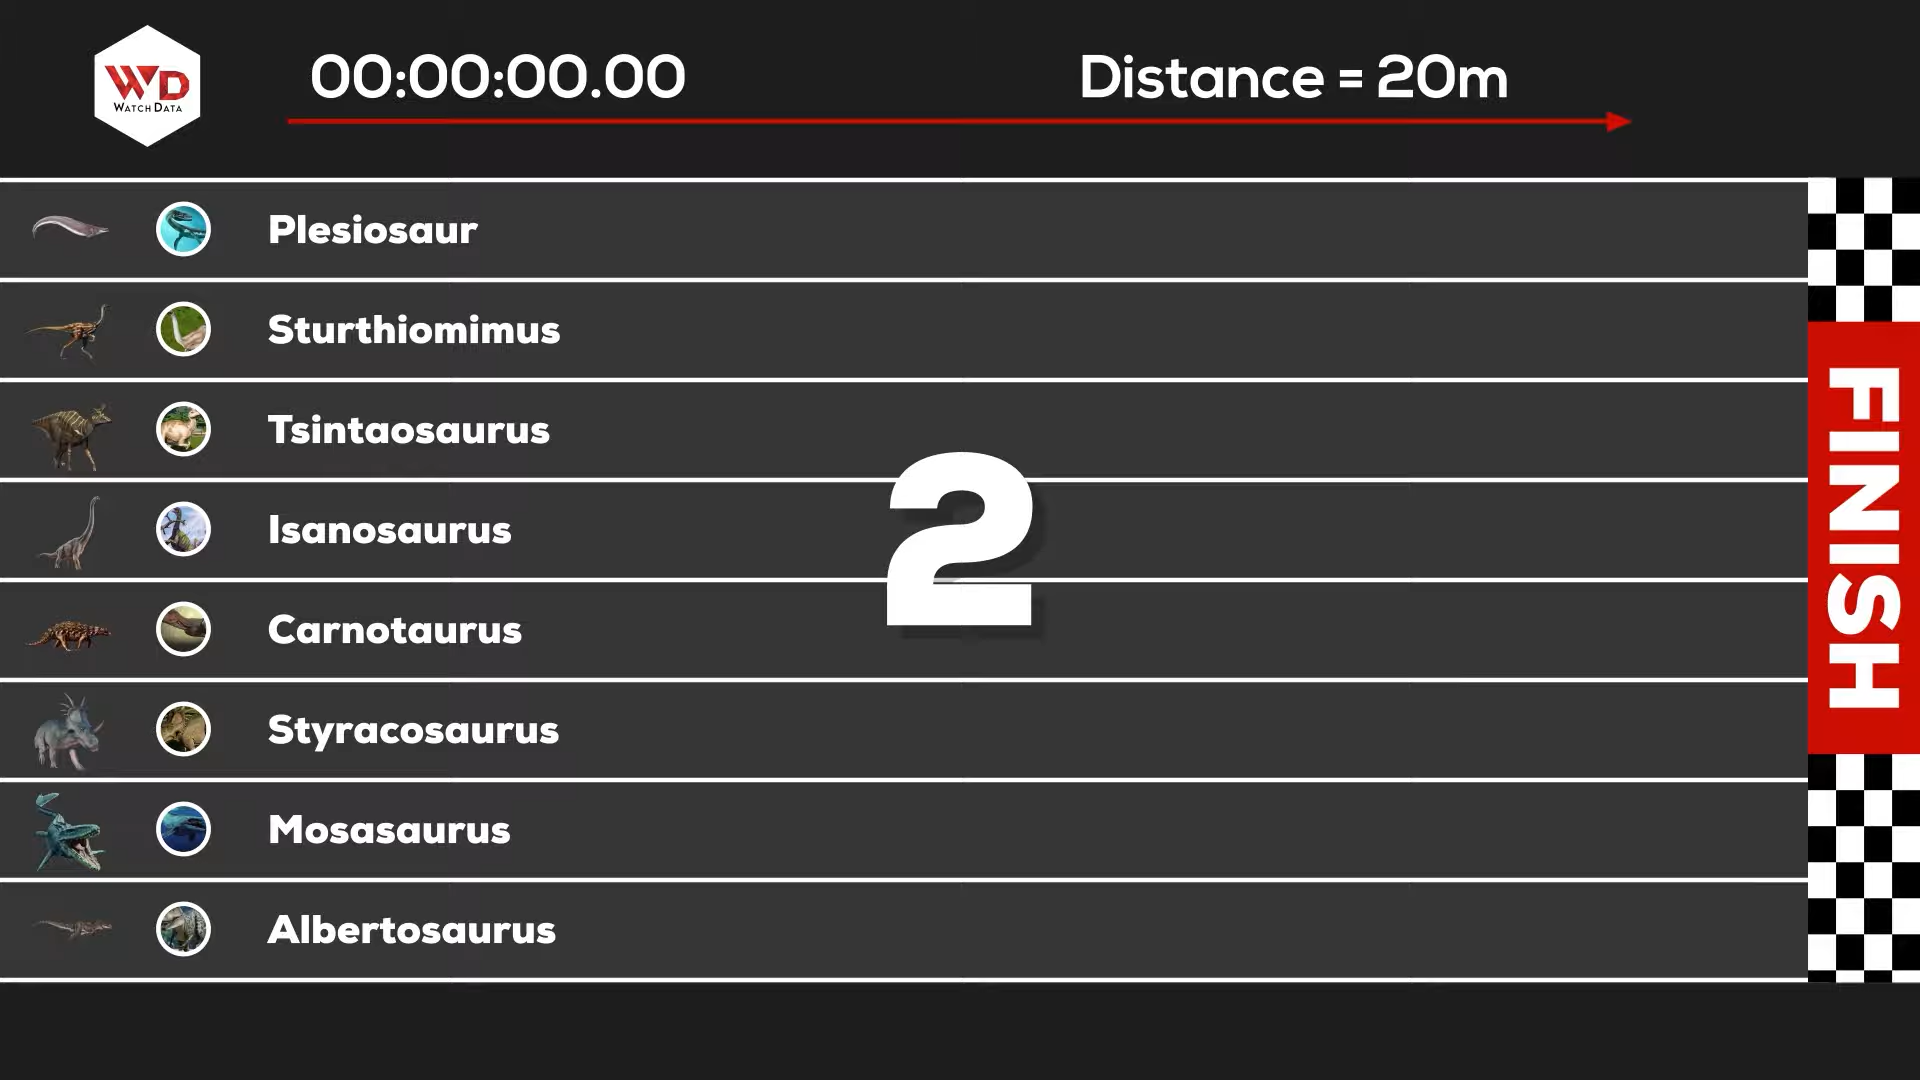 WD
WATCH DATA
00:00:00.00
Distance = 20m
Plesiosaur
Sturthiomimus
Tsintaosaurus
Isanosaurus
2
Carnotaurus
Styracosaurus
Mosasaurus
Albertosaurus
FINISH